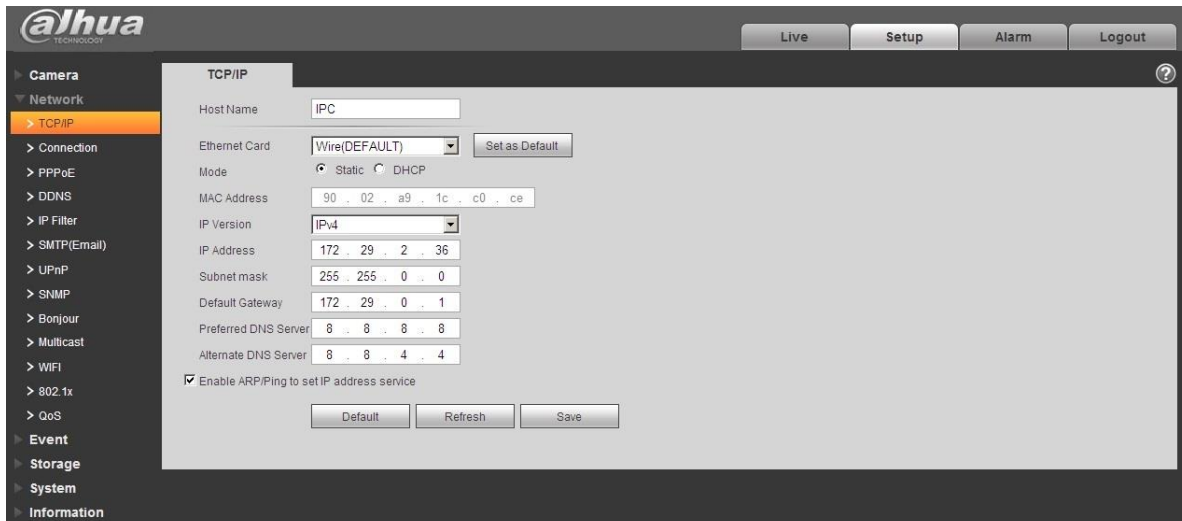 alhua
TECHNOLOGY
Live Setup Alarm Logout
Camera
Network
> TCP/IP
> Connection
> PPPoE
> DDNS
> IP Filter
> SMTP(Email)
> UPnP
> SNMP
> Bonjour
> Multicast
> WIFI
> 802.1x
> QoS
Event
Storage
System
Information
TCP/IP
?
Host Name IPC
Ethernet Card Wire(DEFAULT) Set as Default
Mode Static DHCP
MAC Address 90 . 02 . a9 . 1c . c0 . ce
IP Version IPv4
IP Address 172 . 29 . 2 . 36
Subnet mask 255 . 255 . 0 . 0
Default Gateway 172 . 29 . 0 . 1
Preferred DNS Server 8 . 8 . 8 . 8
Alternate DNS Server 8 . 8 . 4 . 4
Enable ARP/Ping to set IP address service
Default Refresh Save